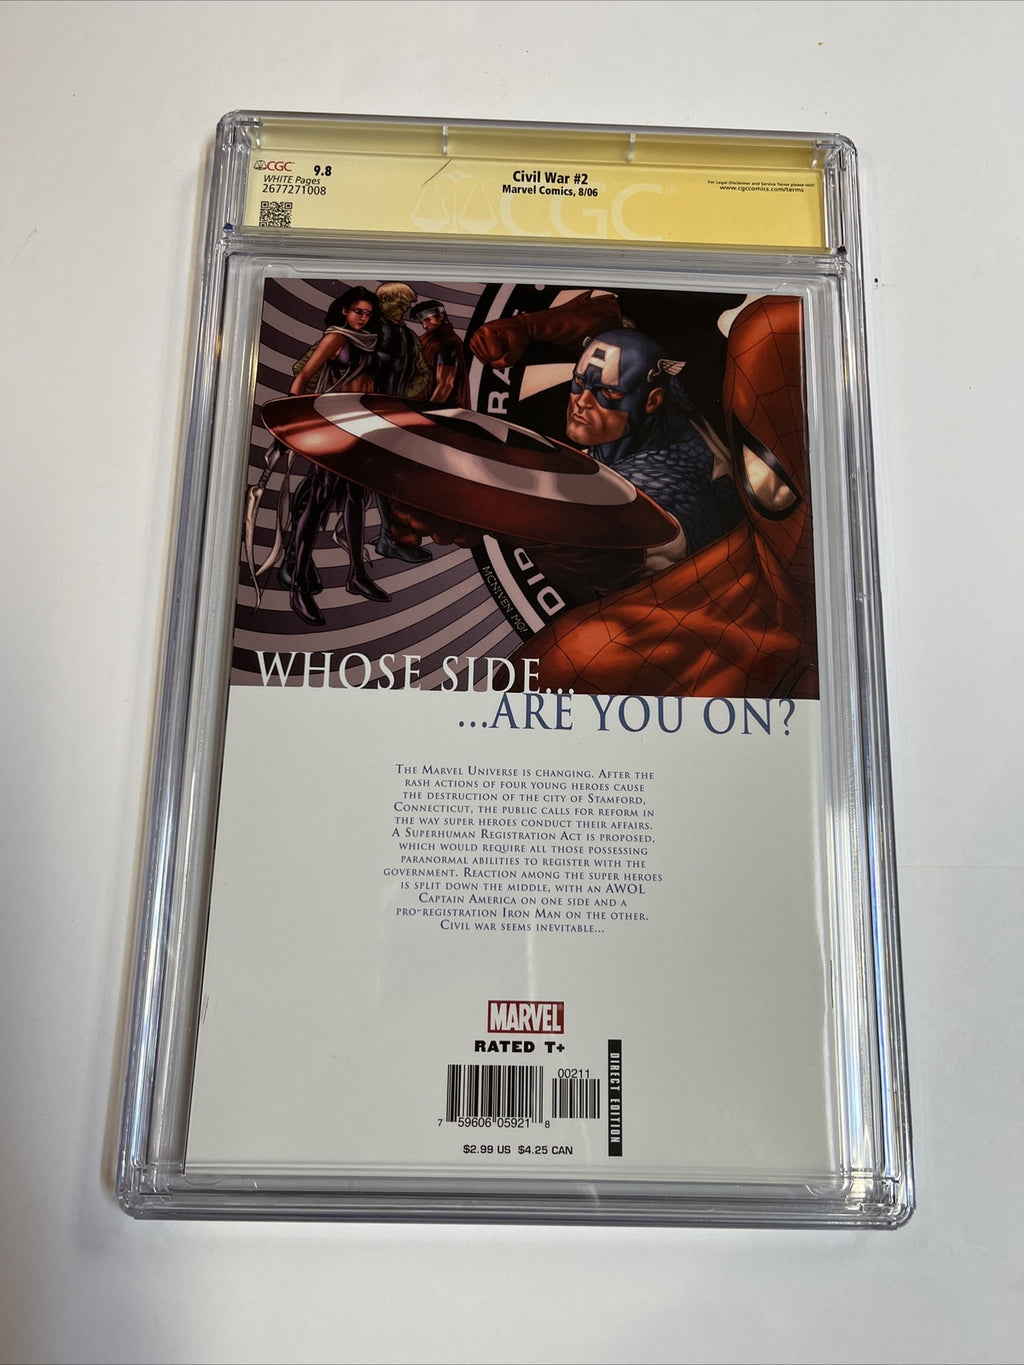 CGC 9.8
WHITE Pages
2677271008
Civil War #2
Marvel Comics, 8/06
For Legal Disclaimer and Service Terms please visit:
www.cgccomics.com/terms
CGC
A
RA
DID
MCNIVEN MO
WHOSE SIDE...
...ARE YOU ON?
THE MARVEL UNIVERSE IS CHANGING. AFTER THE
RASH ACTIONS OF FOUR YOUNG HEROES CAUSE
THE DESTRUCTION OF THE CITY OF STAMFORD,
CONNECTICUT, THE PUBLIC CALLS FOR REFORM IN
THE WAY SUPER HEROES CONDUCT THEIR AFFAIRS.
A SUPERHUMAN REGISTRATION ACT IS PROPOSED,
WHICH WOULD REQUIRE ALL THOSE POSSESSING
PARANORMAL ABILITIES TO REGISTER WITH THE
GOVERNMENT. REACTION AMONG THE SUPER HEROES
IS SPLIT DOWN THE MIDDLE, WITH AN AWOL
CAPTAIN AMERICA ON ONE SIDE AND A
PRO-REGISTRATION IRON MAN ON THE OTHER.
CIVIL WAR SEEMS INEVITABLE...
MARVEL
RATED T+
00211
7 59606 05921 8
DIRECT EDITION
$2.99 US $4.25 CAN